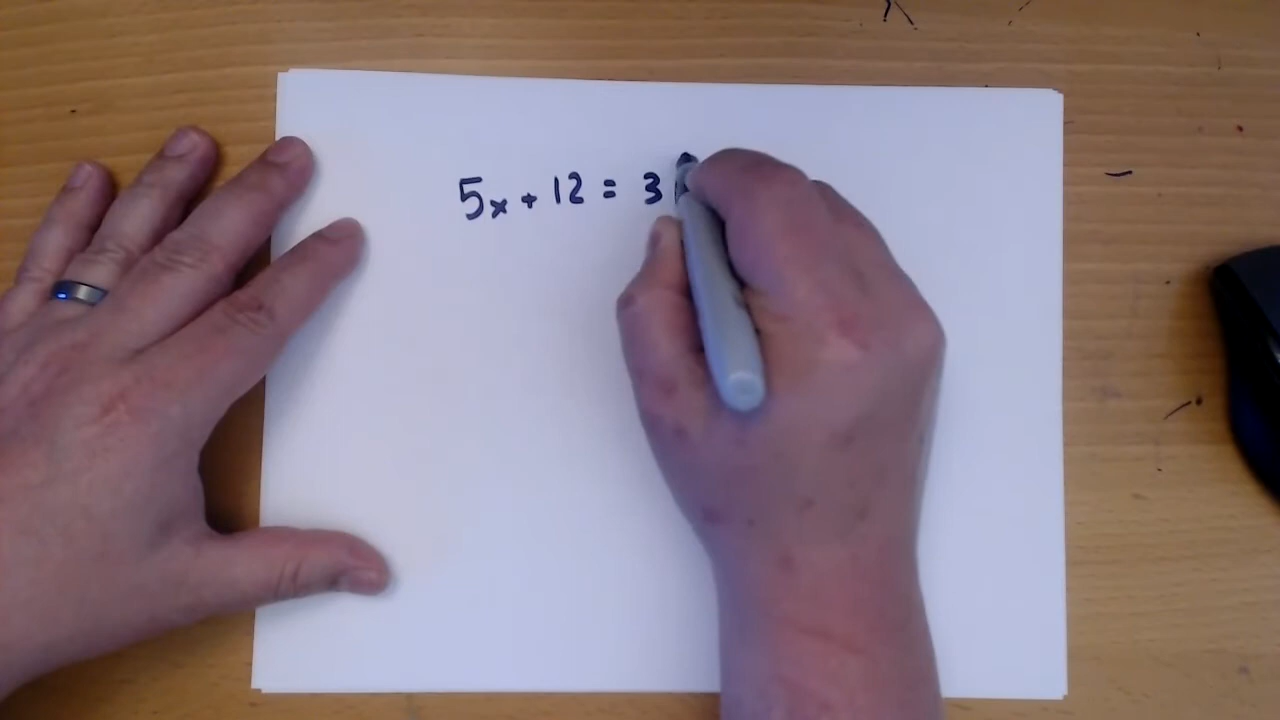 5x + 12 = 3